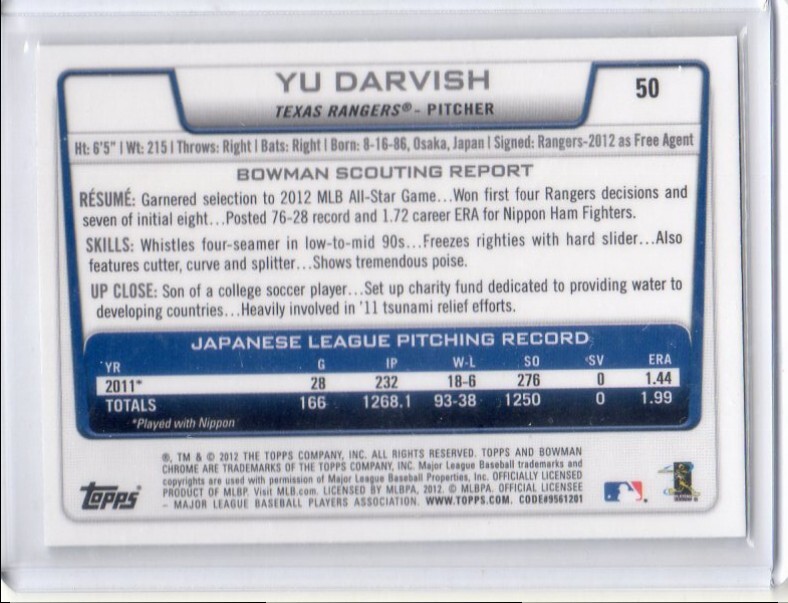 YU DARVISH
50
TEXAS RANGERS® - PITCHER
Ht: 6'5" | Wt: 215 | Throws: Right | Bats: Right | Born: 8-16-86, Osaka, Japan | Signed: Rangers-2012 as Free Agent
BOWMAN SCOUTING REPORT
RÉSUMÉ: Garnered selection to 2012 MLB All-Star Game...Won first four Rangers decisions and
seven of initial eight...Posted 76-28 record and 1.72 career ERA for Nippon Ham Fighters.
SKILLS: Whistles four-seamer in low-to-mid 90s...Freezes righties with hard slider...Also
features cutter, curve and splitter...Shows tremendous poise.
UP CLOSE: Son of a college soccer player...Set up charity fund dedicated to providing water to
developing countries...Heavily involved in '11 tsunami relief efforts.
JAPANESE LEAGUE PITCHING RECORD
YR G IP W-L SO SV ERA
2011* 28 232 18-6 276 0 1.44
TOTALS 166 1268.1 93-38 1250 0 1.99
*Played with Nippon
®, TM & © 2012 THE TOPPS COMPANY, INC. ALL RIGHTS RESERVED. TOPPS AND BOWMAN
CHROME ARE TRADEMARKS OF THE TOPPS COMPANY, INC. Major League Baseball trademarks and
copyrights are used with permission of Major League Baseball Properties, Inc. OFFICIALLY LICENSED
PRODUCT OF MLBP. Visit MLB.com. LICENSED BY MLBPA, 2012. © MLBPA. OFFICIAL LICENSEE
- MAJOR LEAGUE BASEBALL PLAYERS ASSOCIATION. WWW.TOPPS.COM. CODE#9561201
Topps